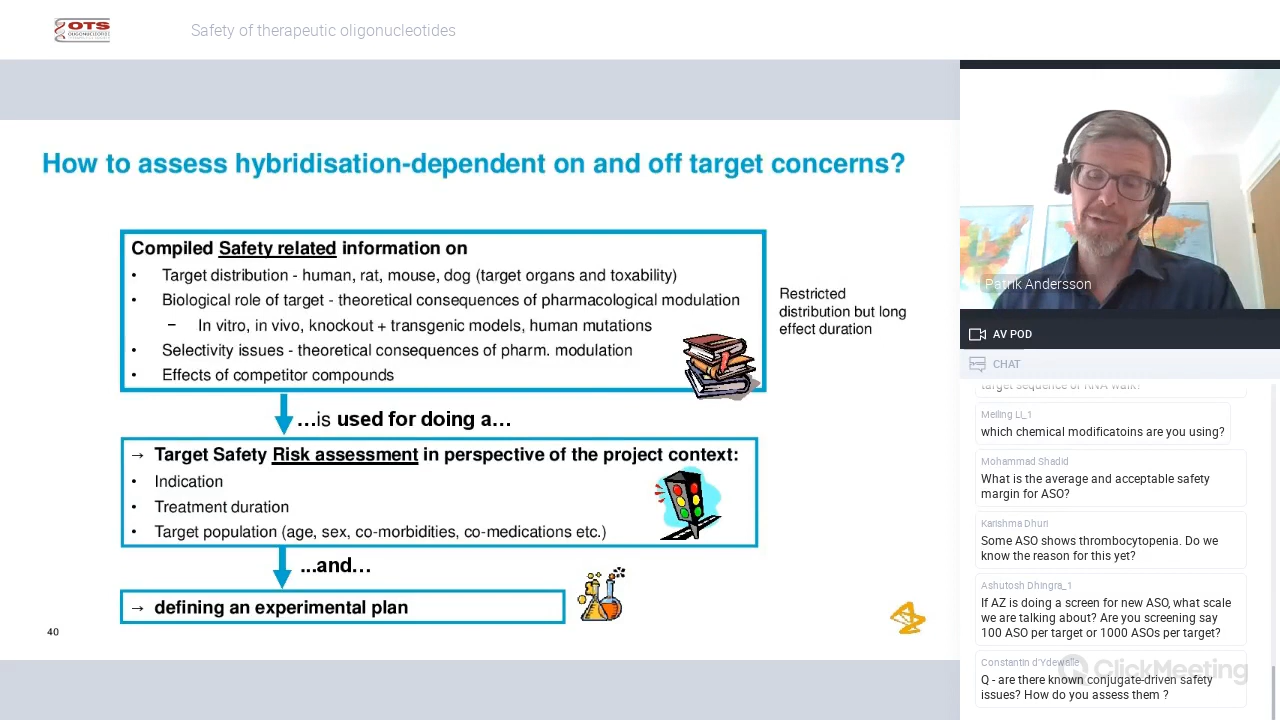 OTS
OLIGONUCLEOTIDE
Safety of therapeutic oligonucleotides
How to assess hybridisation-dependent on and off target concerns?
Compiled Safety related information on
• Target distribution - human, rat, mouse, dog (target organs and toxability)
• Biological role of target - theoretical consequences of pharmacological modulation
– In vitro, in vivo, knockout + transgenic models, human mutations
• Selectivity issues - theoretical consequences of pharm. modulation
• Effects of competitor compounds
Restricted
distribution but long
effect duration
…is used for doing a…
→ Target Safety Risk assessment in perspective of the project context:
• Indication
• Treatment duration
• Target population (age, sex, co-morbidities, co-medications etc.)
...and…
→ defining an experimental plan
40
Patrik Andersson
AV POD
CHAT
target sequence or RNA walk?
Meiling Li_1
which chemical modificatoins are you using?
Mohammad Shadid
What is the average and acceptable safety
margin for ASO?
Karishma Dhuri
Some ASO shows thrombocytopenia. Do we
know the reason for this yet?
Ashutosh Dhingra_1
If AZ is doing a screen for new ASO, what scale
we are talking about? Are you screening say
100 ASO per target or 1000 ASOs per target?
Constantin d'Ydewalle
Q - are there known conjugate-driven safety
issues? How do you assess them ?
ClickMeeting